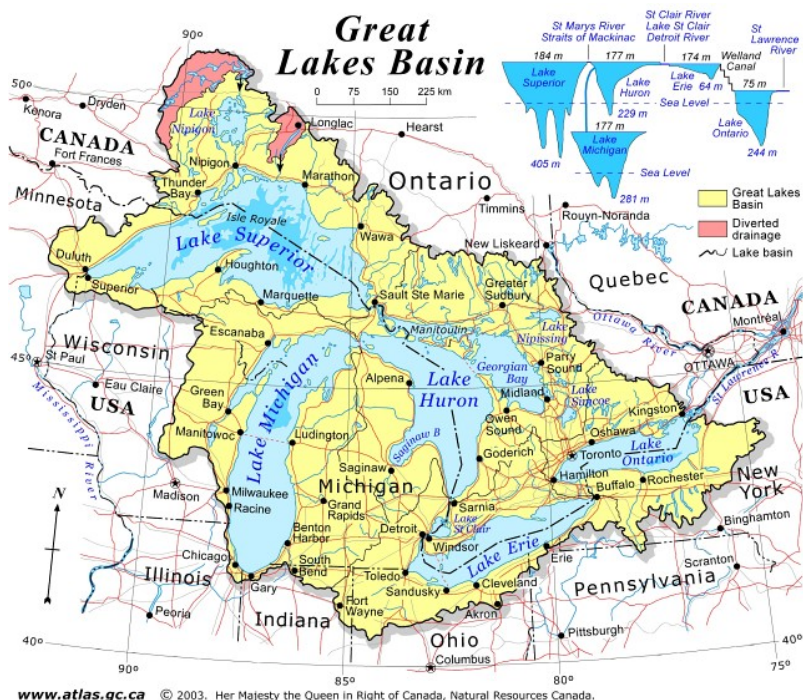 Great
Lakes Basin
0 75 150 225 km
St Marys River
Straits of Mackinac
St Clair River
Lake St Clair
Detroit River
St
Lawrence
River
Welland
Canal
184 m
177 m
174 m
75 m
Lake
Superior
Lake
Huron
Lake
Erie
64 m
Sea Level
229 m
177 m
Lake
Michigan
Lake
Ontario
405 m
244 m
Sea Level
281 m
Great Lakes
Basin
Diverted
drainage
Lake basin
90°
50°
Kenora
Dryden
Lake
Nipigon
Longlac
Hearst
CANADA
Fort Frances
Nipigon
Marathon
Ontario
Timmins
Rouyn-Noranda
Minnesota
Thunder
Bay
Isle Royale
Wawa
New Liskeard
Lake Superior
Quebec
Duluth
Superior
Houghton
Marquette
Sault Ste Marie
Greater
Sudbury
CANADA
Montréal
Ottawa River
Escanaba
Manitoulin
I
Lake
Nipissing
OTTAWA
St Lawrence R
45°
St Paul
Wisconsin
Eau Claire
USA
Mississippi
River
Green
Bay
Manitowoc
Lake Michigan
Ludington
Alpena
Lake
Huron
Georgian
Bay
Parry
Sound
Midland
Lake
Simcoe
Owen
Sound
Kingston
USA
Oshawa
Toronto
Lake
Ontario
Saginaw B
Saginaw
Goderich
Hamilton
Buffalo
Rochester
New
York
Madison
Milwaukee
Racine
Michigan
Grand
Rapids
Sarnia
Lake
St Clair
N
Benton
Harbor
Detroit
Windsor
Lake Erie
Erie
Binghamton
Scranton
Chicago
Gary
South
Bend
Toledo
Sandusky
Cleveland
Akron
Pennsylvania
Illinois
Peoria
Indiana
Fort
Wayne
Ohio
Columbus
Pittsburgh
40°
90°
85°
80°
75°
40°
www.atlas.gc.ca © 2003. Her Majesty the Queen in Right of Canada, Natural Resources Canada.